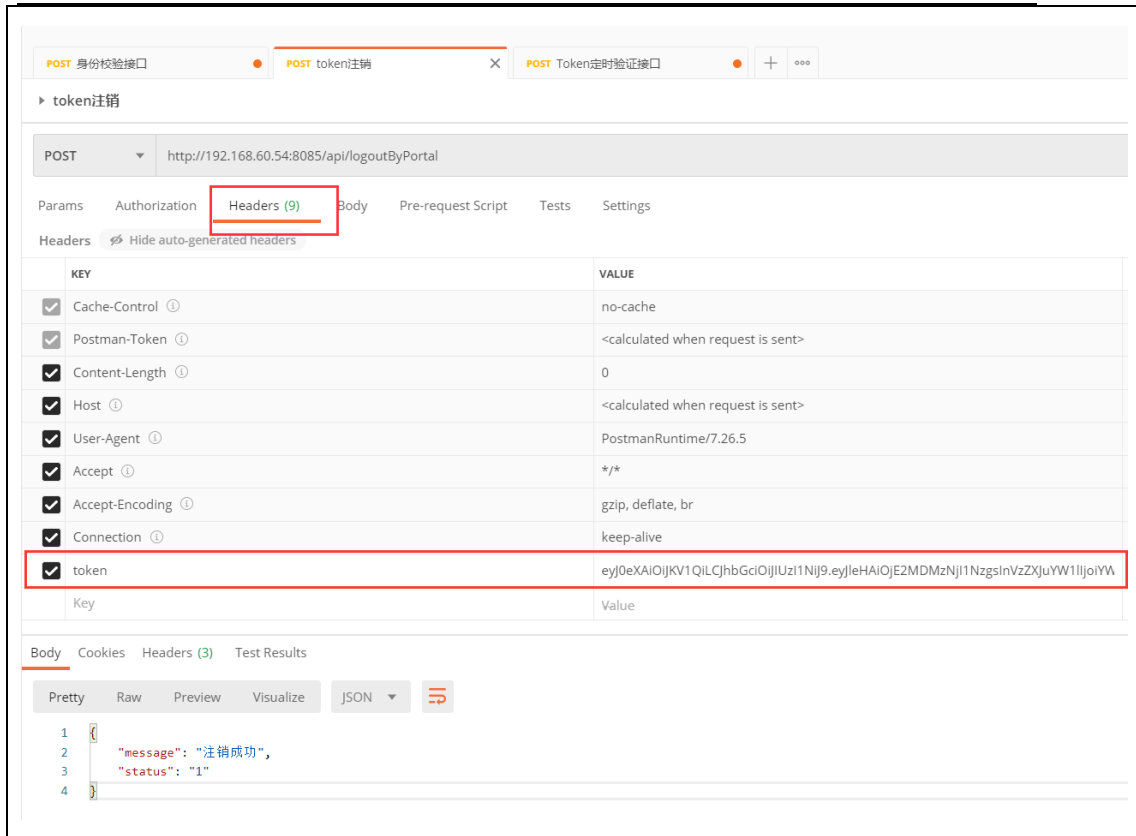 POST 身份校验接口 POST token注销 POST Token定时验证接口
token注销
POST http://192.168.60.54:8085/api/logoutByPortal
Params Authorization Headers (9) Body Pre-request Script Tests Settings
Headers Hide auto-generated headers
KEY VALUE
Cache-Control no-cache
Postman-Token <calculated when request is sent>
Content-Length 0
Host <calculated when request is sent>
User-Agent PostmanRuntime/7.26.5
Accept */*
Accept-Encoding gzip, deflate, br
Connection keep-alive
token eyJ0eXAiOiJKV1QiLCJhbGciOiJIUzI1NiJ9.eyJleHAiOjE2MDMzNjI1NzgsInVzZXJuYW1lIjoiYW
Key Value
Body Cookies Headers (3) Test Results
Pretty Raw Preview Visualize JSON
1 {
2 "message": "注销成功",
3 "status": "1"
4 }